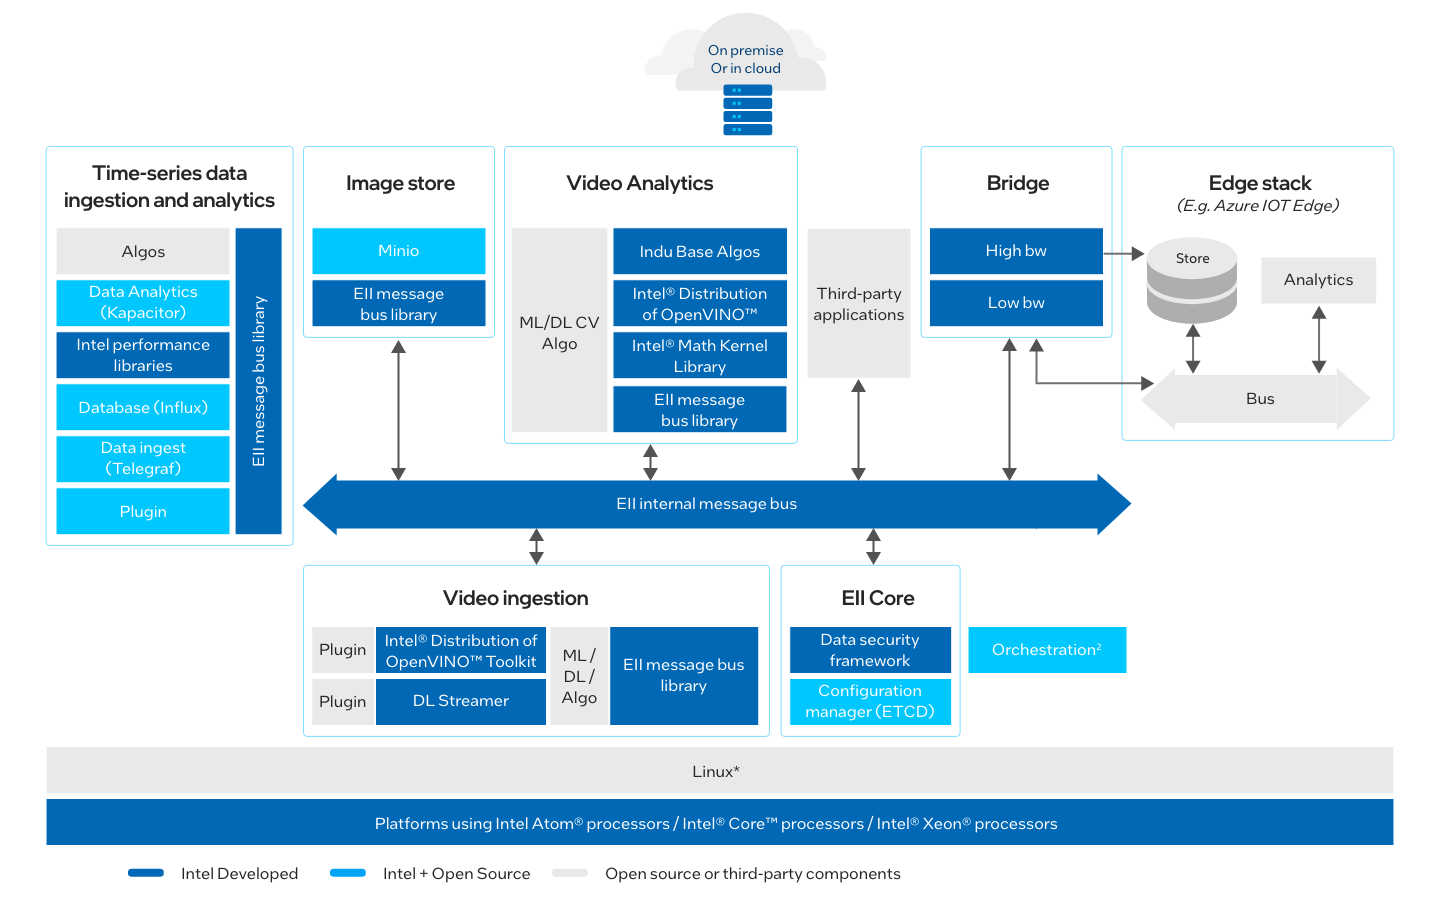 On premise
Or in cloud
Time-series data
ingestion and analytics
Algos
Data Analytics
(Kapacitor)
Intel performance
libraries
Database (Influx)
Data ingest
(Telegraf)
Plugin
EII message bus library
Image store
Minio
EII message
bus library
Video Analytics
ML/DL CV
Algo
Indu Base Algos
Intel® Distribution
of OpenVINO™
Intel® Math Kernel
Library
EII message
bus library
Third-party
applications
Bridge
High bw
Low bw
Edge stack
(E.g. Azure IOT Edge)
Store
Analytics
Bus
EII internal message bus
Video ingestion
Plugin
Intel® Distribution of
OpenVINO™ Toolkit
Plugin
DL Streamer
ML /
DL /
Algo
EII message bus
library
EII Core
Data security
framework
Configuration
manager (ETCD)
Orchestration²
Linux*
Platforms using Intel Atom® processors / Intel® Core™ processors / Intel® Xeon® processors
Intel Developed
Intel + Open Source
Open source or third-party components